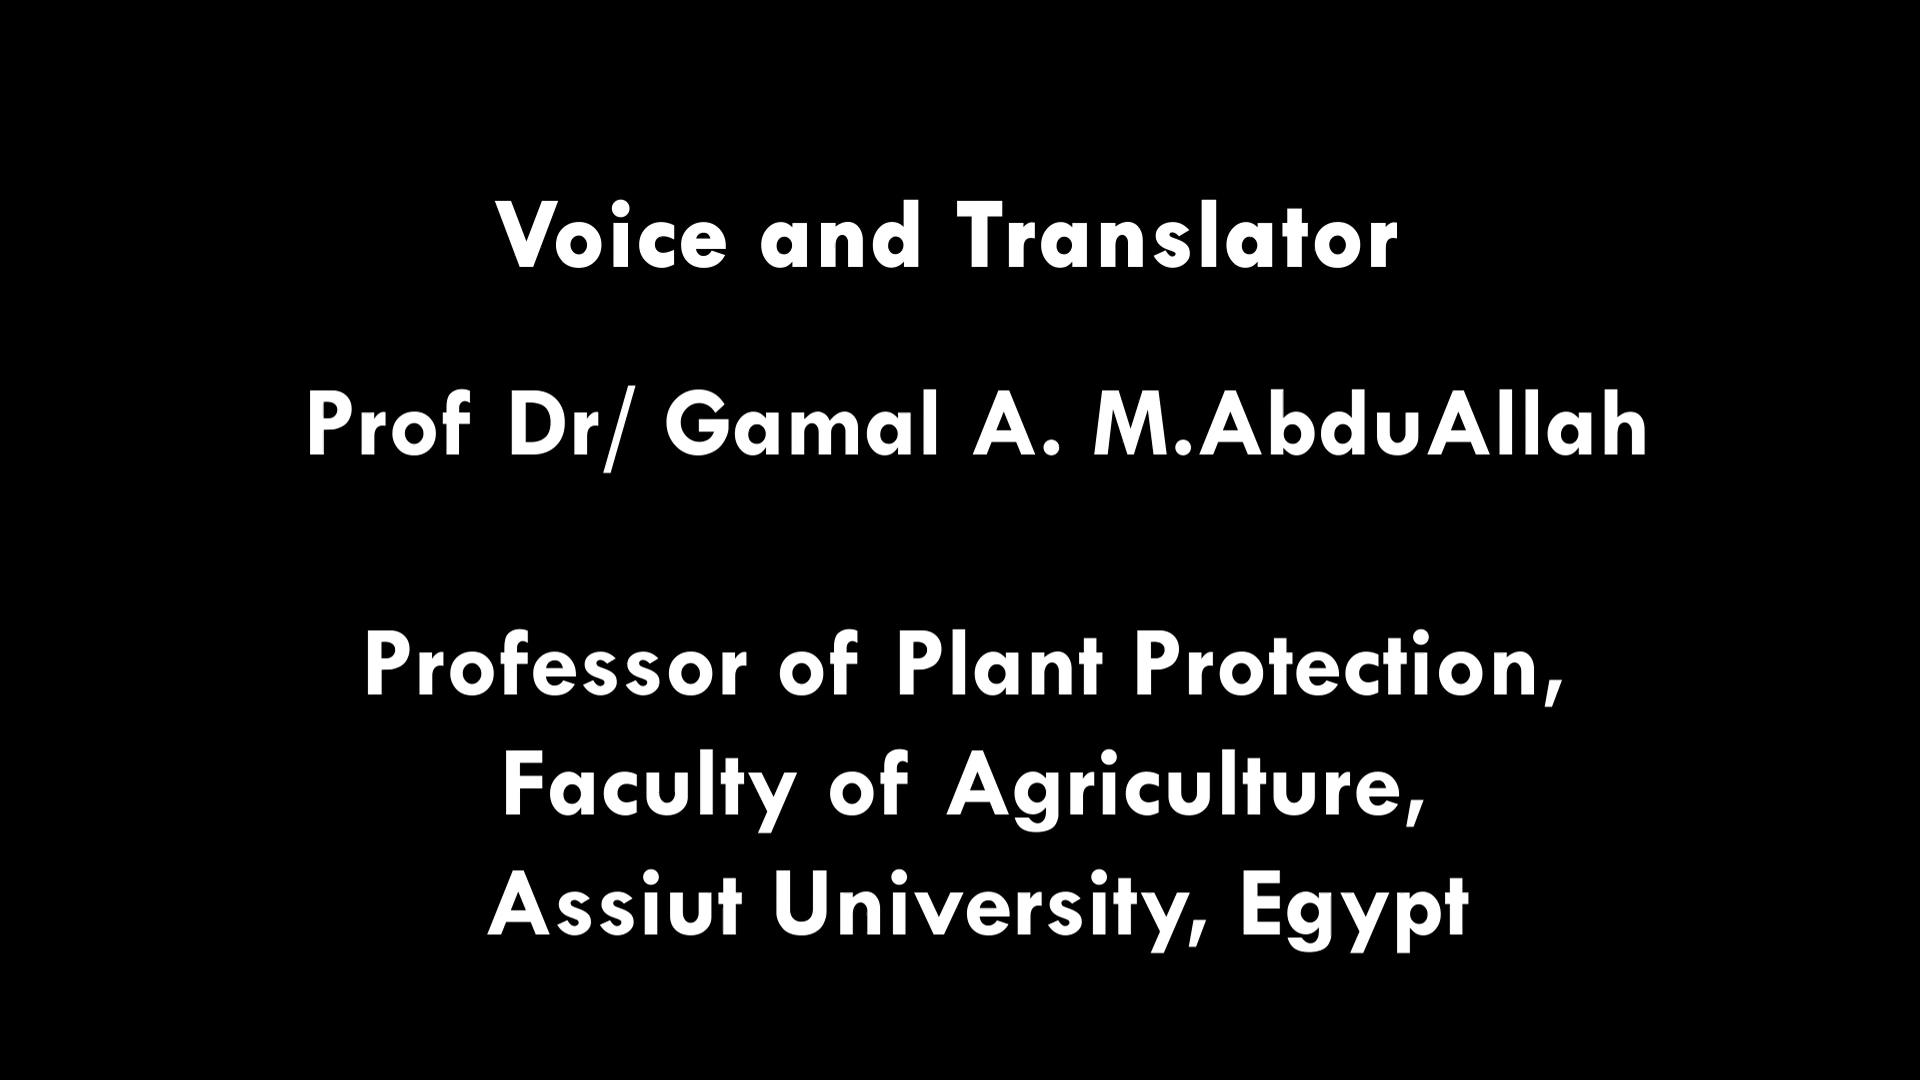 Voice and Translator
Prof Dr/ Gamal A. M.AbduAllah
Professor of Plant Protection,
Faculty of Agriculture,
Assiut University, Egypt